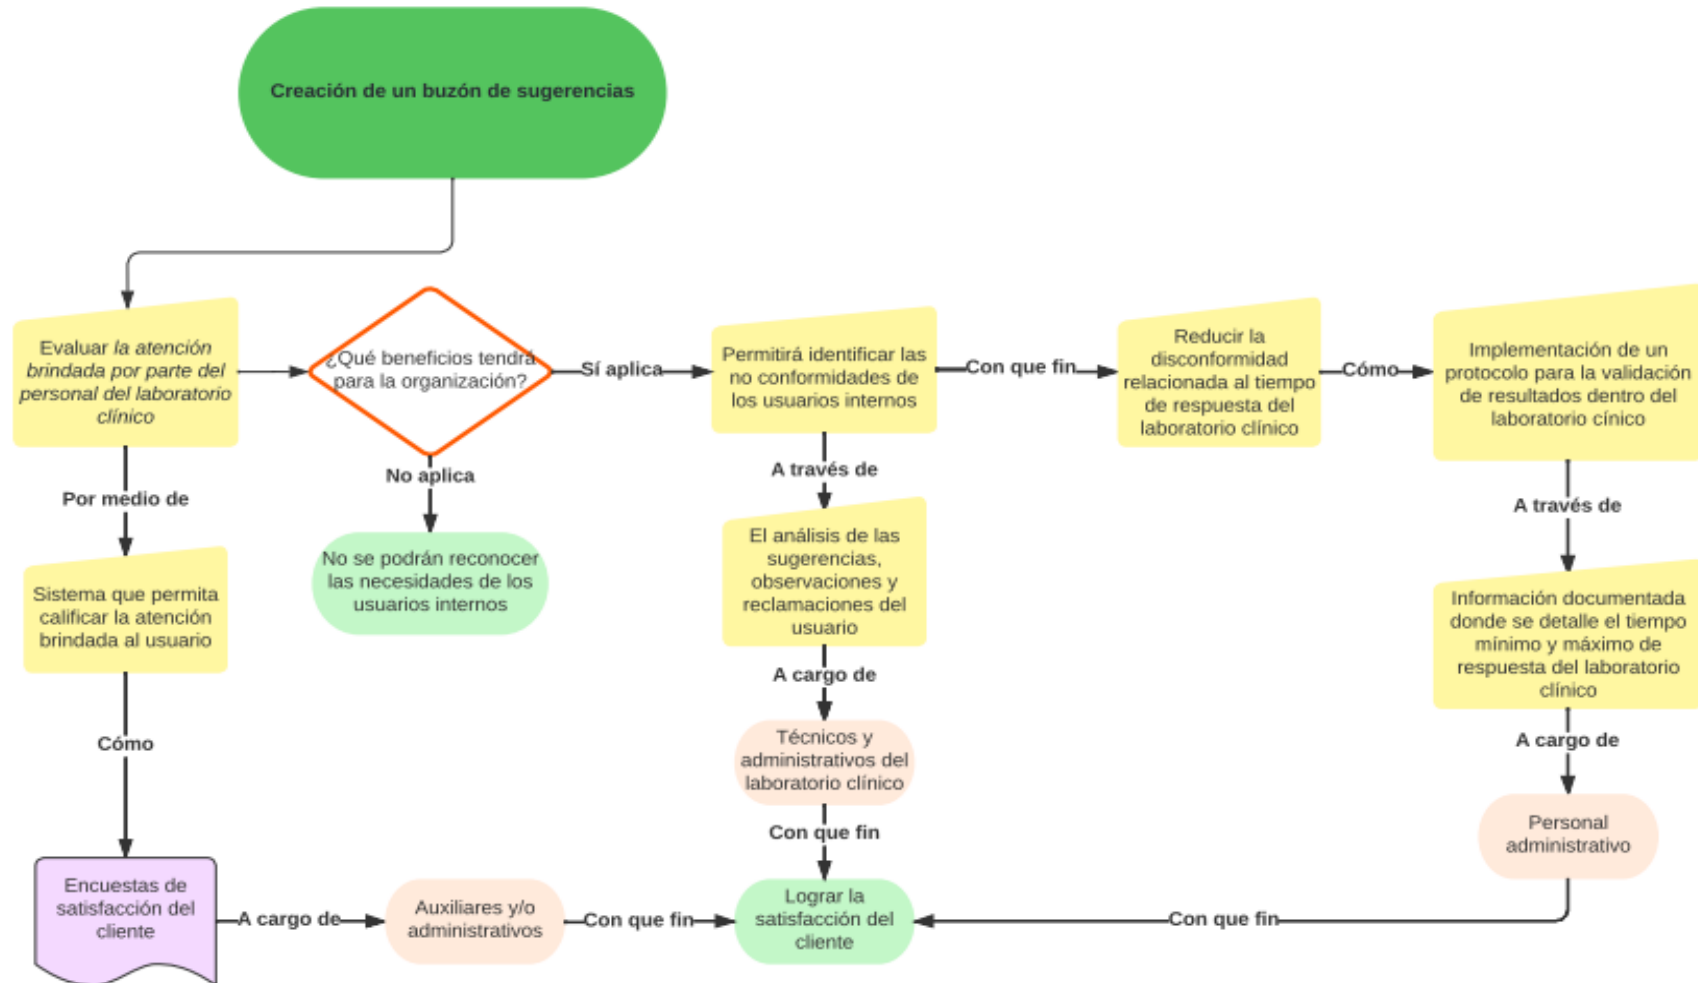 Creación de un buzón de sugerencias
Evaluar la atención
brindada por parte del
personal del laboratorio
clínico
¿Qué beneficios tendrá
para la organización?
Sí aplica
Permitirá identificar las
no conformidades de
los usuarios internos
Con que fin
Reducir la
disconformidad
relacionada al tiempo
de respuesta del
laboratorio clínico
Cómo
Implementación de un
protocolo para la validación
de resultados dentro del
laboratorio cínico
Por medio de
No aplica
A través de
A través de
Sistema que permita
calificar la atención
brindada al usuario
No se podrán reconocer
las necesidades de los
usuarios internos
El análisis de las
sugerencias,
observaciones y
reclamaciones del
usuario
Información documentada
donde se detalle el tiempo
mínimo y máximo de
respuesta del laboratorio
clínico
Cómo
A cargo de
A cargo de
Técnicos y
administrativos del
laboratorio clínico
Personal
administrativo
Con que fin
Encuestas de
satisfacción del
cliente
A cargo de
Auxiliares y/o
administrativos
Con que fin
Lograr la
satisfacción del
cliente
Con que fin